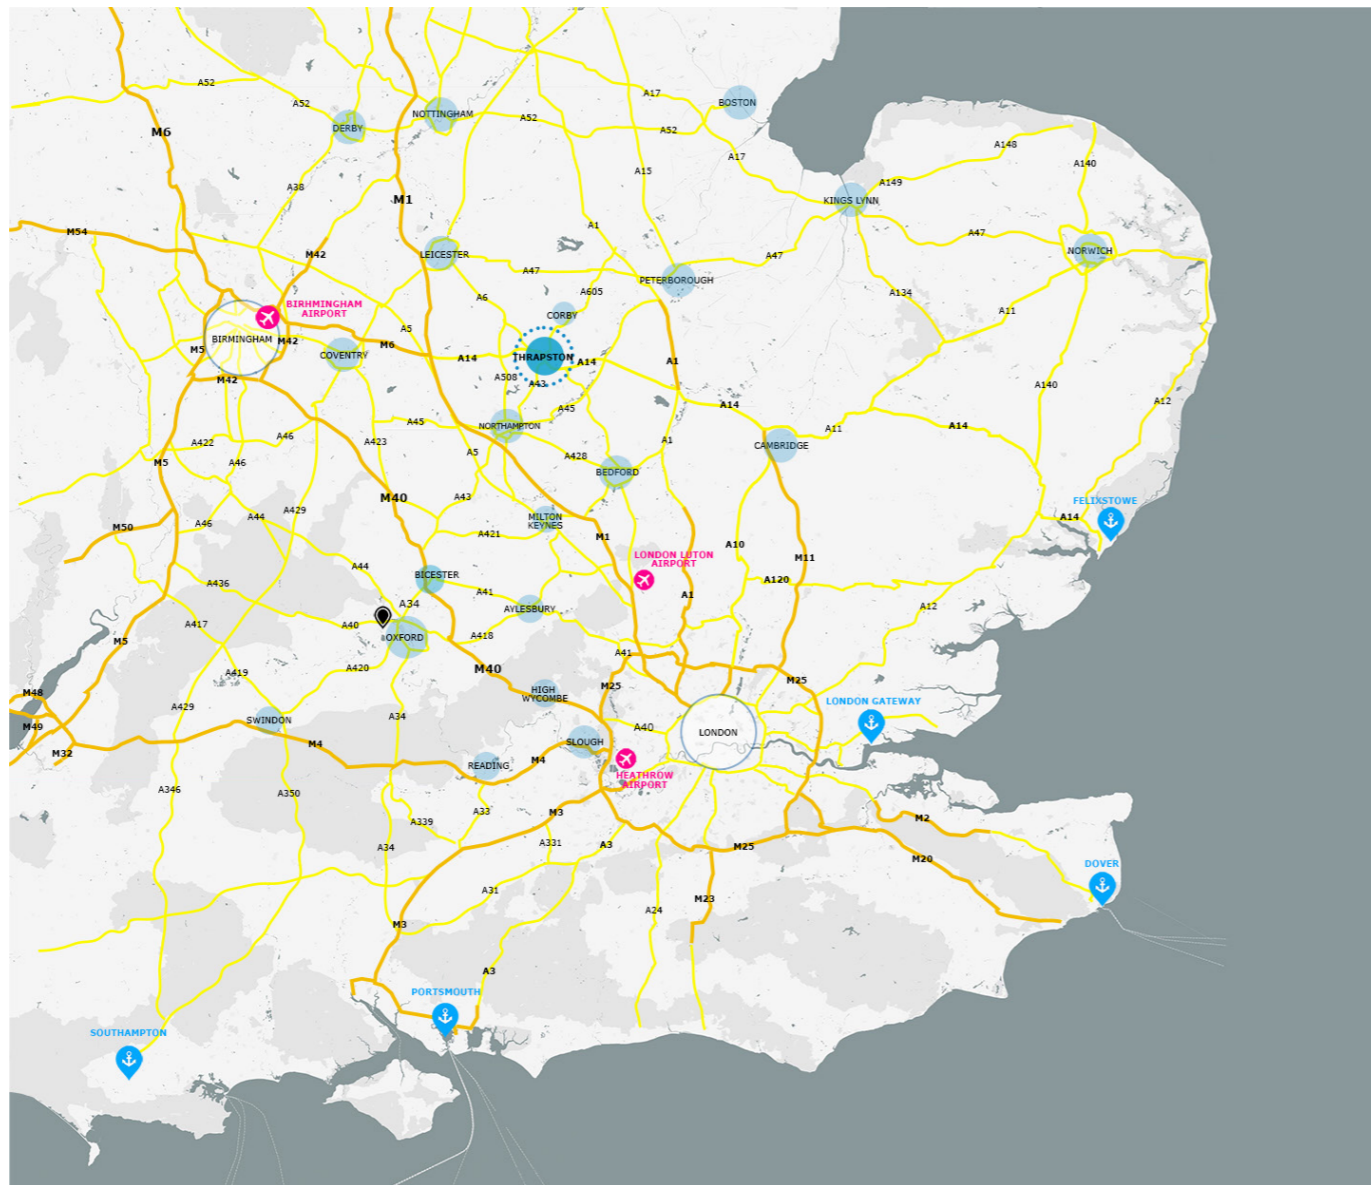 A52
A17
BOSTON
A52
DERBY
NOTTINGHAM
A52
A52
M6
A148
A17
A140
A15
A149
A38
M1
KINGS LYNN
A1
M54
A47
LEICESTER
M42
A47
A47
NORWICH
PETERBOROUGH
A6
A605
A134
BIRHMINGHAM
AIRPORT
CORBY
A11
A5
BIRMINGHAM
M42
M6
M5
COVENTRY
A14
THRAPSTON
A14
A1
M42
A508
A43
A140
A45
A14
A12
A45
NORTHAMPTON
A11
A14
A422
A46
A423
A1
CAMBRIDGE
A5
A428
M5
A46
BEDFORD
M40
A43
FELIXSTOWE
A429
A44
A46
MILTON
KEYNES
A14
M50
A421
M1
A10
LONDON LUTON
AIRPORT
M11
A44
BICESTER
A436
A41
A120
A1
A34
AYLESBURY
A12
A417
A40
OXFORD
A418
M5
A41
A420
M40
A419
M25
M25
M48
HIGH
WYCOMBE
A429
LONDON GATEWAY
SWINDON
A34
M49
A40
LONDON
M4
SLOUGH
M32
READING
M4
HEATHROW
AIRPORT
A346
A350
A33
M3
A339
M2
A34
A331
A3
M25
M20
DOVER
A31
M23
A24
M3
A3
PORTSMOUTH
SOUTHAMPTON